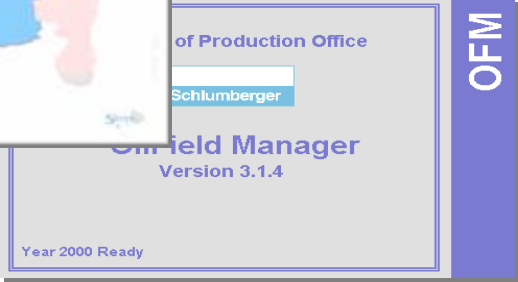 of Production Office
OFM
Schlumberger
OilField Manager
Version 3.1.4
Year 2000 Ready